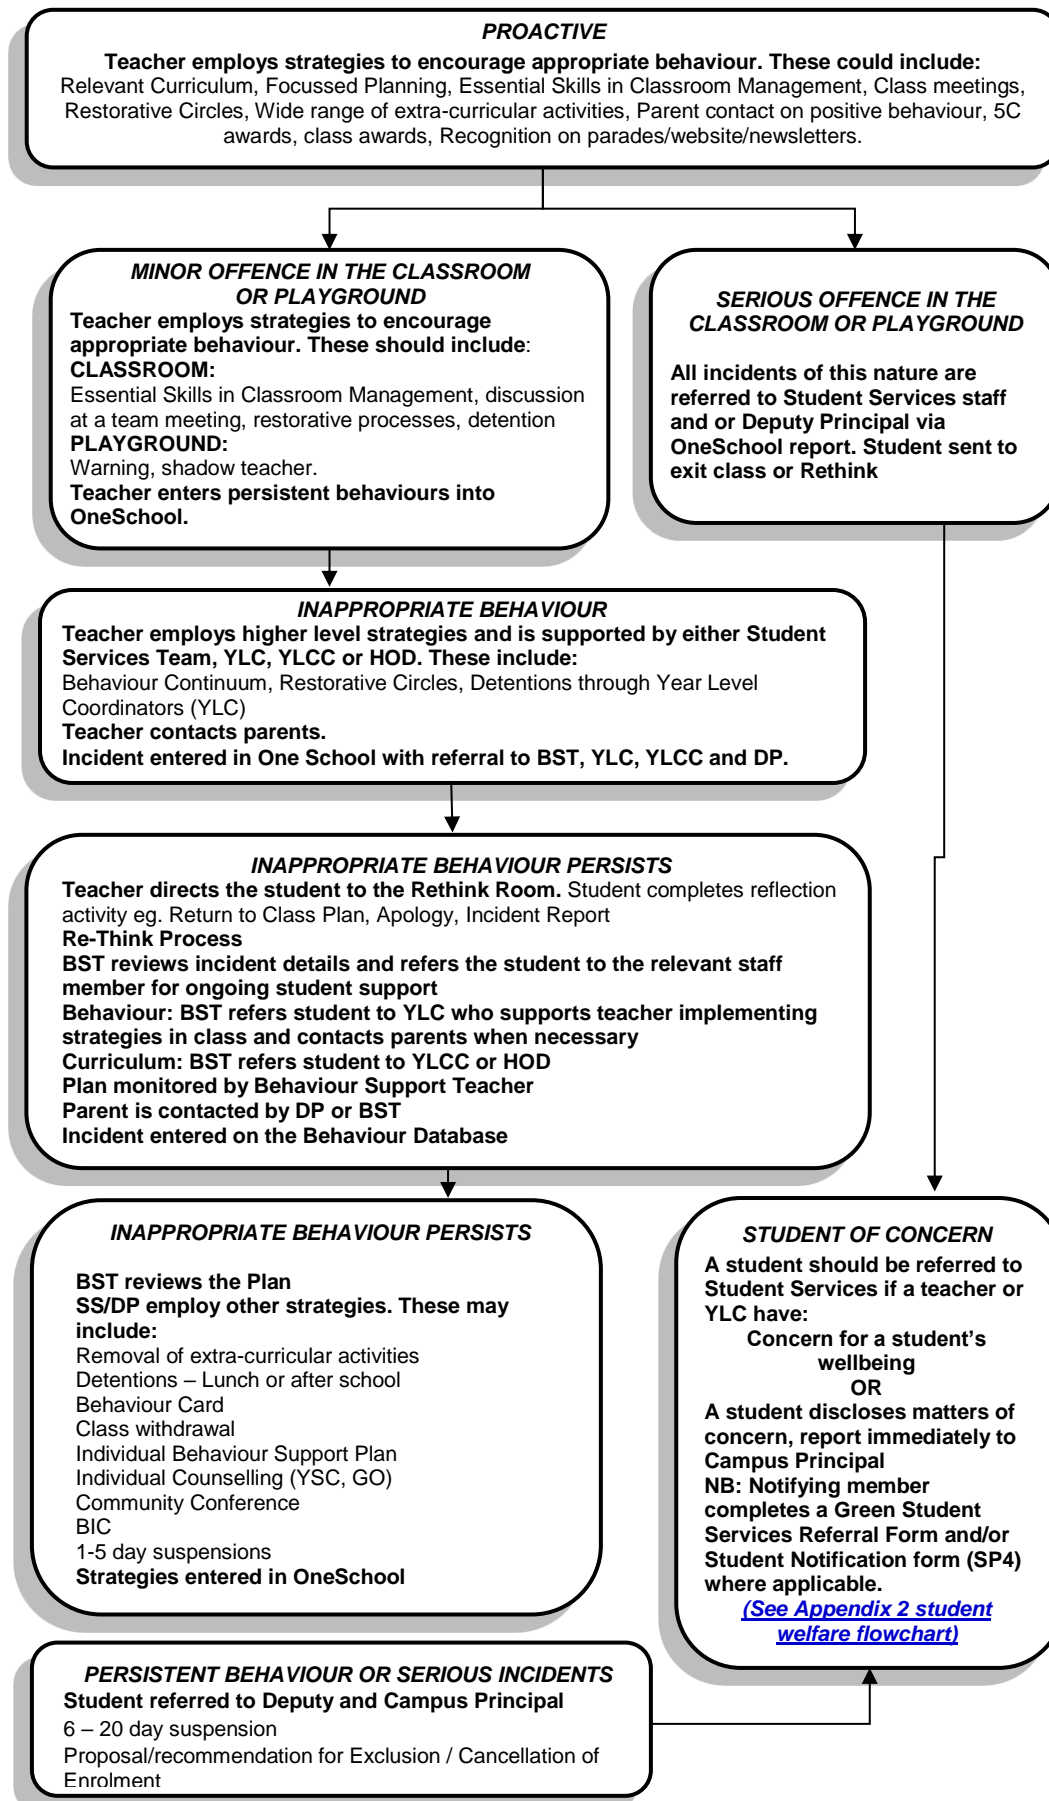 PROACTIVE
Teacher employs strategies to encourage appropriate behaviour. These could include:
Relevant Curriculum, Focussed Planning, Essential Skills in Classroom Management, Class meetings,
Restorative Circles, Wide range of extra-curricular activities, Parent contact on positive behaviour, 5C
awards, class awards, Recognition on parades/website/newsletters.
MINOR OFFENCE IN THE CLASSROOM
OR PLAYGROUND
Teacher employs strategies to encourage
appropriate behaviour. These should include:
CLASSROOM:
Essential Skills in Classroom Management, discussion
at a team meeting, restorative processes, detention
PLAYGROUND:
Warning, shadow teacher.
Teacher enters persistent behaviours into
OneSchool.
SERIOUS OFFENCE IN THE
CLASSROOM OR PLAYGROUND
All incidents of this nature are
referred to Student Services staff
and or Deputy Principal via
OneSchool report. Student sent to
exit class or Rethink
INAPPROPRIATE BEHAVIOUR
Teacher employs higher level strategies and is supported by either Student
Services Team, YLC, YLCC or HOD. These include:
Behaviour Continuum, Restorative Circles, Detentions through Year Level
Coordinators (YLC)
Teacher contacts parents.
Incident entered in One School with referral to BST, YLC, YLCC and DP.
INAPPROPRIATE BEHAVIOUR PERSISTS
Teacher directs the student to the Rethink Room. Student completes reflection
activity eg. Return to Class Plan, Apology, Incident Report
Re-Think Process
BST reviews incident details and refers the student to the relevant staff
member for ongoing student support
Behaviour: BST refers student to YLC who supports teacher implementing
strategies in class and contacts parents when necessary
Curriculum: BST refers student to YLCC or HOD
Plan monitored by Behaviour Support Teacher
Parent is contacted by DP or BST
Incident entered on the Behaviour Database
INAPPROPRIATE BEHAVIOUR PERSISTS
BST reviews the Plan
SS/DP employ other strategies. These may
include:
Removal of extra-curricular activities
Detentions – Lunch or after school
Behaviour Card
Class withdrawal
Individual Behaviour Support Plan
Individual Counselling (YSC, GO)
Community Conference
BIC
1-5 day suspensions
Strategies entered in OneSchool
STUDENT OF CONCERN
A student should be referred to
Student Services if a teacher or
YLC have:
Concern for a student’s
wellbeing
OR
A student discloses matters of
concern, report immediately to
Campus Principal
NB: Notifying member
completes a Green Student
Services Referral Form and/or
Student Notification form (SP4)
where applicable.
(See Appendix 2 student
welfare flowchart)
PERSISTENT BEHAVIOUR OR SERIOUS INCIDENTS
Student referred to Deputy and Campus Principal
6 – 20 day suspension
Proposal/recommendation for Exclusion / Cancellation of
Enrolment